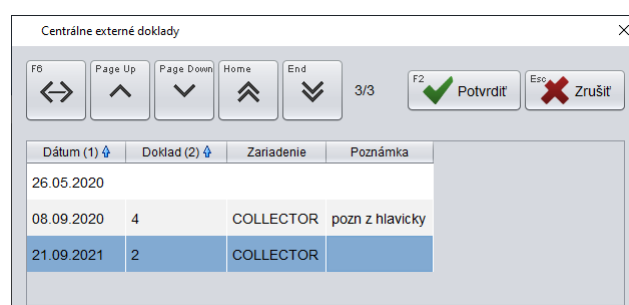 Centrálne externé doklady
F6
Page Up
Page Down
Home
End
3/3
F2
Potvrdiť
Esc
Zrušiť
Dátum (1) Doklad (2) Zariadenie Poznámka
26.05.2020
08.09.2020 4 COLLECTOR pozn z hlavicky
21.09.2021 2 COLLECTOR